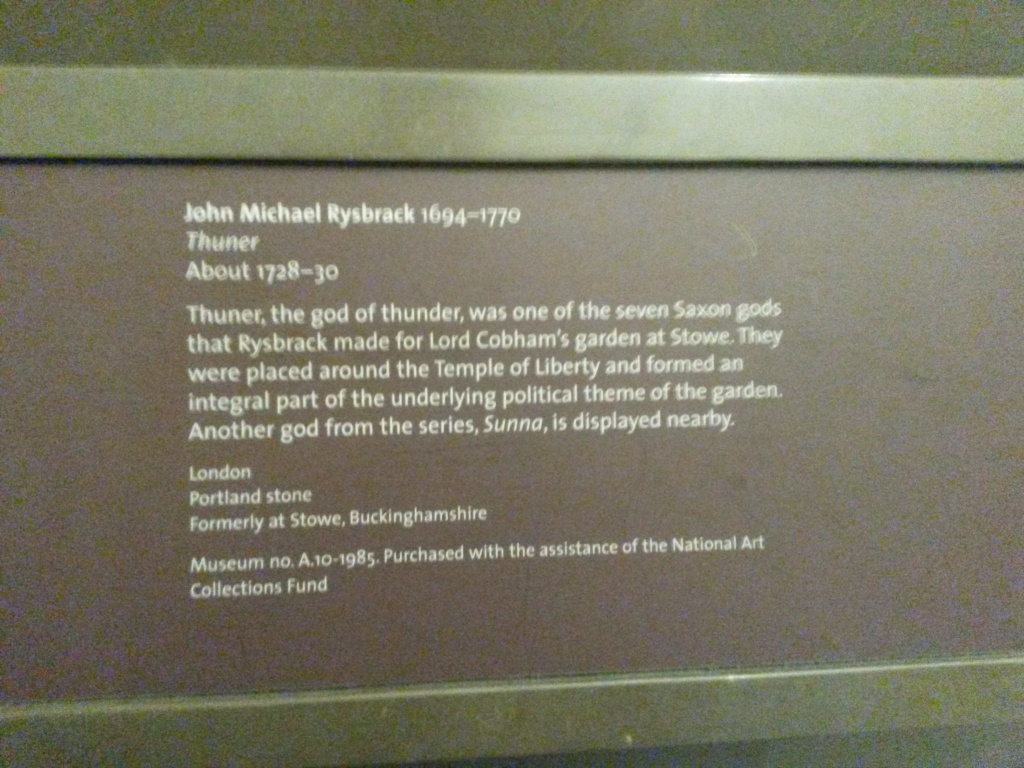 John Michael Rysbrack 1694–1770
Thuner
About 1728–30
Thuner, the god of thunder, was one of the seven Saxon gods
that Rysbrack made for Lord Cobham's garden at Stowe. They
were placed around the Temple of Liberty and formed an
integral part of the underlying political theme of the garden.
Another god from the series, Sunna, is displayed nearby.
London
Portland stone
Formerly at Stowe, Buckinghamshire
Museum no. A.10-1985. Purchased with the assistance of the National Art
Collections Fund